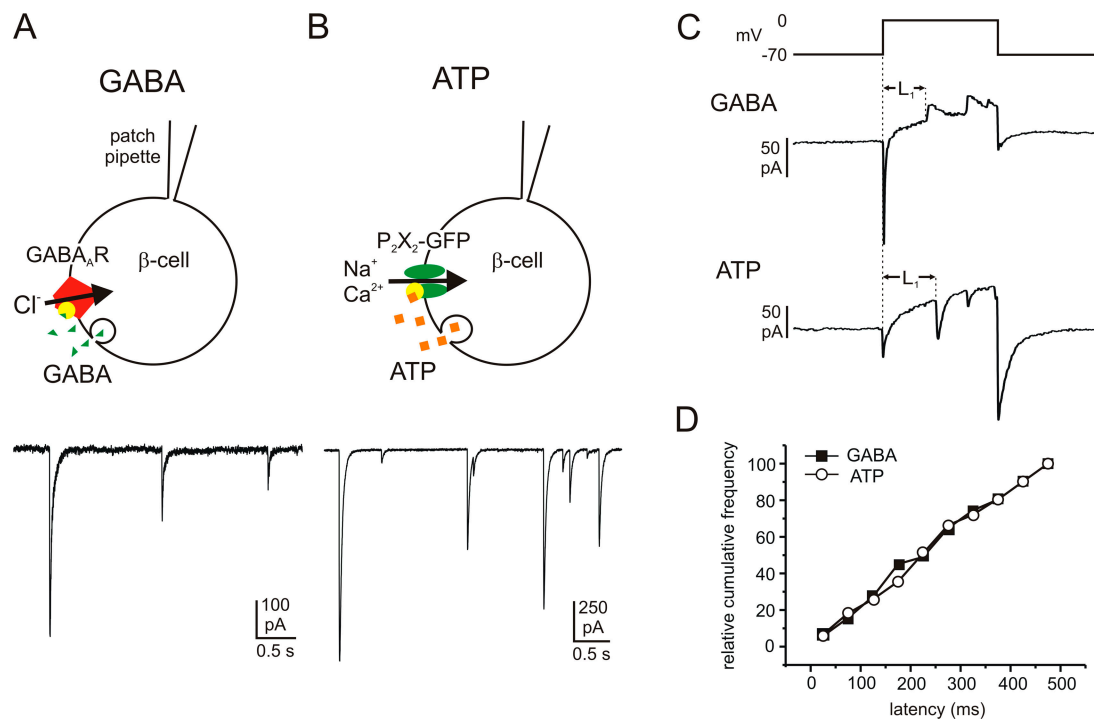 A
GABA
patch
pipette
GABA_AR
β-cell
Cl⁻
GABA
100
pA
0.5 s
B
ATP
P₂X₂-GFP
Na⁺
Ca²⁺
β-cell
ATP
250
pA
0.5 s
C
0
mV
-70
L₁
GABA
50
pA
ATP
L₁
50
pA
D
GABA
ATP
relative cumulative frequency
100
80
60
40
20
0
0 100 200 300 400 500
latency (ms)